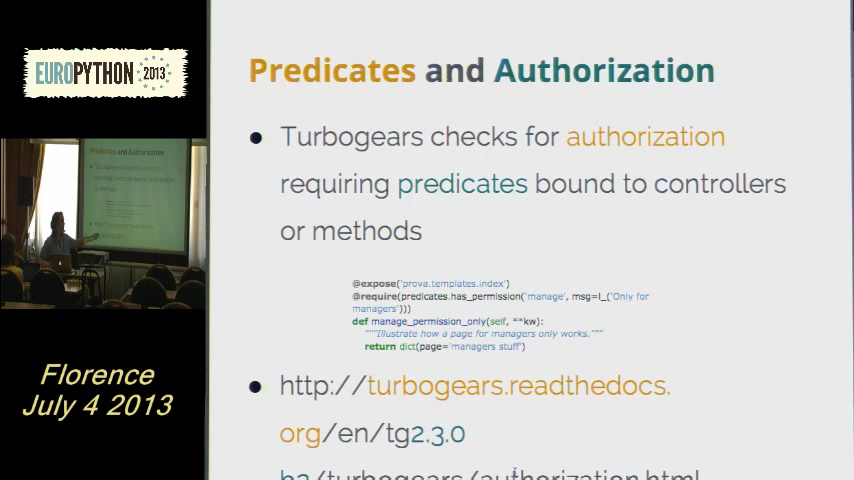 EUROPYTHON 2013
Florence
July 4 2013
Predicates and Authorization
● Turbogears checks for authorization
requiring predicates bound to controllers
or methods
@expose('prova.templates.index')
@require(predicates.has_permission('manage', msg=l_('Only for
managers')))
def manage_permission_only(self, **kw):
"""Illustrate how a page for managers only works."""
return dict(page='managers stuff')
● http://turbogears.readthedocs.
org/en/tg2.3.0
b2/turbogears/authorization.html